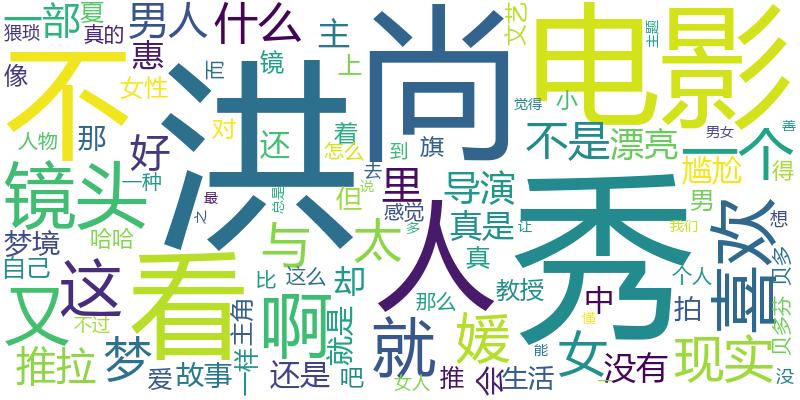 洪
尚
秀
电影
不
人
看
镜头
这
又
啊
就
喜欢
现实
一个
不是
什么
男人
一部
夏
猥琐
真的
惠
主
文艺
主题
像
女性
而
镜
上
觉得
小
善
人物
那
好
对
还
着
怎么
到
旗
漂亮
男女
一种
最
之
总是
但
去
说
里
导演
尴尬
得
男
梦境
哈哈
与
太
感觉
多
真是
让
我们
想
自己
比
这么
却
真
那么
教授
中
个人
贝多
贝多芬
不过
主角
一样
就是
媛
懂
拍
推拉
梦
爱
故事
还是
吧
女人
推
会
生活
能
女
没有
一
没